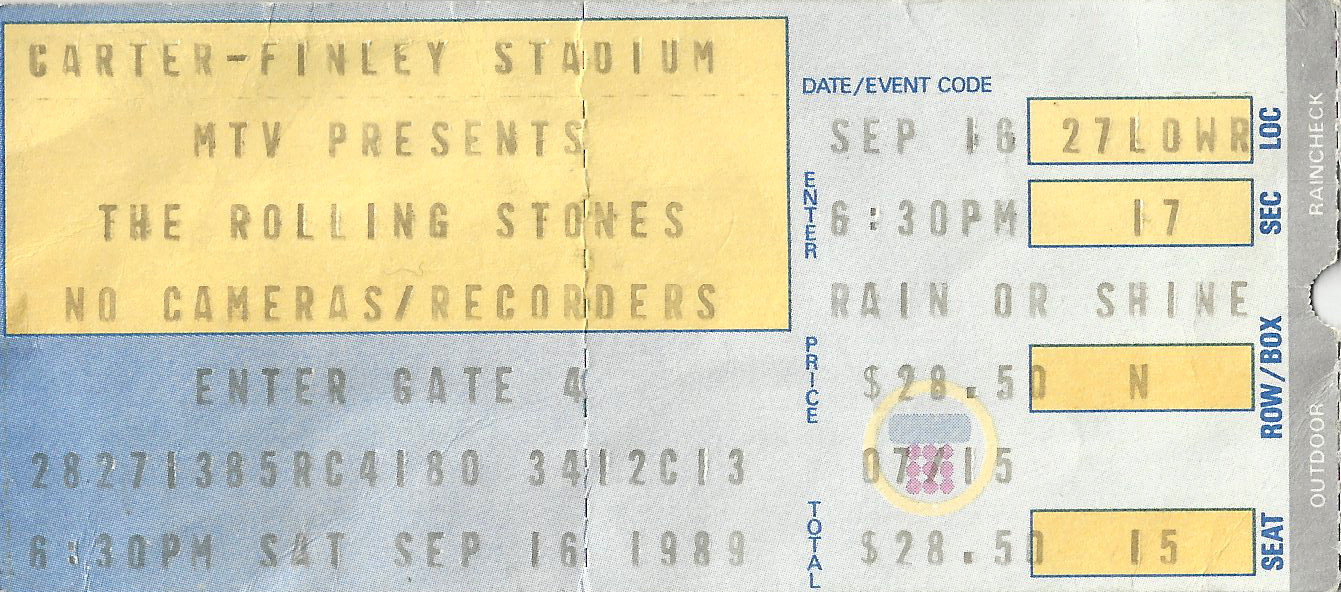 CARTER-FINLEY STADIUM
MTV PRESENTS
THE ROLLING STONES
NO CAMERAS/RECORDERS
ENTER GATE 4
28271385RC4180 3412C13
6:30PM SAT SEP 16 1989
DATE/EVENT CODE
SEP 16 27LOWR LOC
ENTER 6:30PM 17 SEC
RAIN OR SHINE
PRICE $28.50 N ROW/BOX
07/15
TOTAL $28.50 15 SEAT
OUTDOOR RAINCHECK